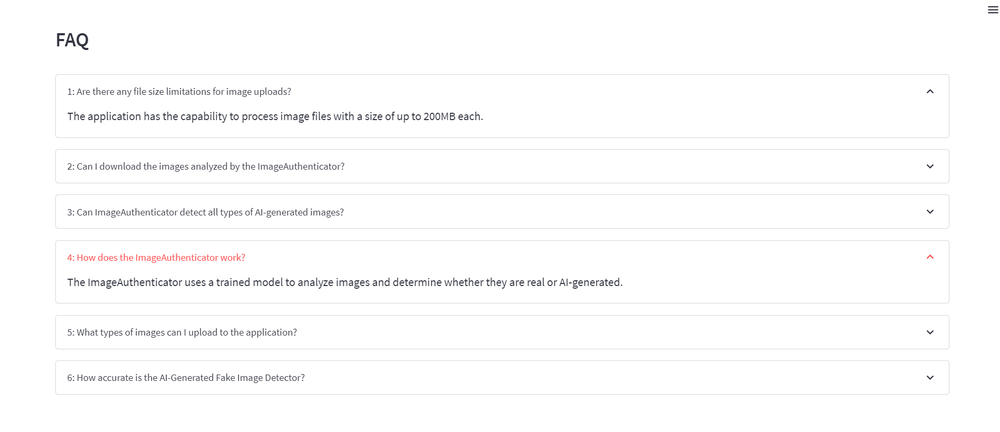 FAQ
1: Are there any file size limitations for image uploads?
The application has the capability to process image files with a size of up to 200MB each.
2: Can I download the images analyzed by the ImageAuthenticator?
3: Can ImageAuthenticator detect all types of AI-generated images?
4: How does the ImageAuthenticator work?
The ImageAuthenticator uses a trained model to analyze images and determine whether they are real or AI-generated.
5: What types of images can I upload to the application?
6: How accurate is the AI-Generated Fake Image Detector?